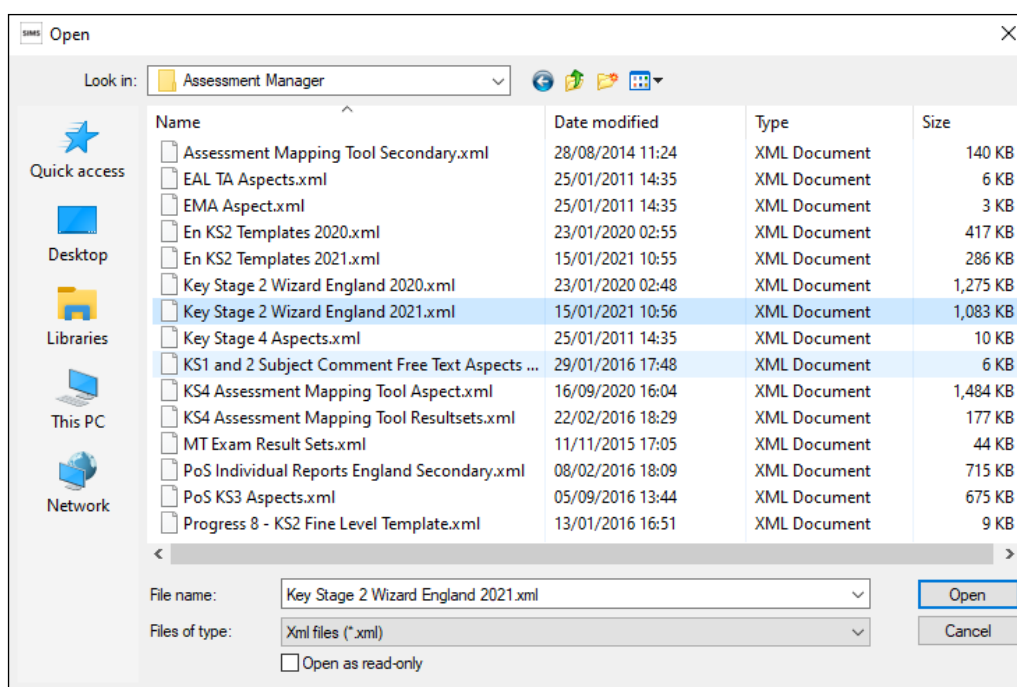 SIMS Open
Look in: Assessment Manager
Name Date modified Type Size
Assessment Mapping Tool Secondary.xml 28/08/2014 11:24 XML Document 140 KB
EAL TA Aspects.xml 25/01/2011 14:35 XML Document 6 KB
EMA Aspect.xml 25/01/2011 14:35 XML Document 3 KB
En KS2 Templates 2020.xml 23/01/2020 02:55 XML Document 417 KB
En KS2 Templates 2021.xml 15/01/2021 10:55 XML Document 286 KB
Key Stage 2 Wizard England 2020.xml 23/01/2020 02:48 XML Document 1,275 KB
Key Stage 2 Wizard England 2021.xml 15/01/2021 10:56 XML Document 1,083 KB
Key Stage 4 Aspects.xml 25/01/2011 14:35 XML Document 10 KB
KS1 and 2 Subject Comment Free Text Aspects ... 29/01/2016 17:48 XML Document 6 KB
KS4 Assessment Mapping Tool Aspect.xml 16/09/2020 16:04 XML Document 1,484 KB
KS4 Assessment Mapping Tool Resultsets.xml 22/02/2016 18:29 XML Document 177 KB
MT Exam Result Sets.xml 11/11/2015 17:05 XML Document 44 KB
PoS Individual Reports England Secondary.xml 08/02/2016 18:09 XML Document 715 KB
PoS KS3 Aspects.xml 05/09/2016 13:44 XML Document 675 KB
Progress 8 - KS2 Fine Level Template.xml 13/01/2016 16:51 XML Document 9 KB
Quick access
Desktop
Libraries
This PC
Network
File name: Key Stage 2 Wizard England 2021.xml Open
Files of type: Xml files (*.xml) Cancel
Open as read-only